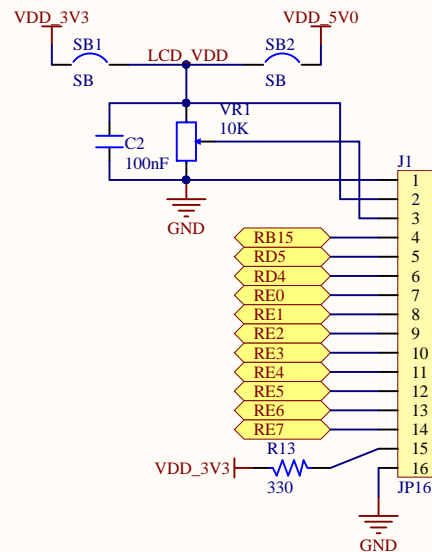 VDD_3V3
VDD_5V0
SB1
LCD_VDD
SB2
SB
SB
VR1
10K
C2
100nF
GND
J1
1
2
3
RB15
4
RD5
5
RD4
6
RE0
7
RE1
8
RE2
9
RE3
10
RE4
11
RE5
12
RE6
13
RE7
14
R13
15
VDD_3V3
330
16
JP16
GND